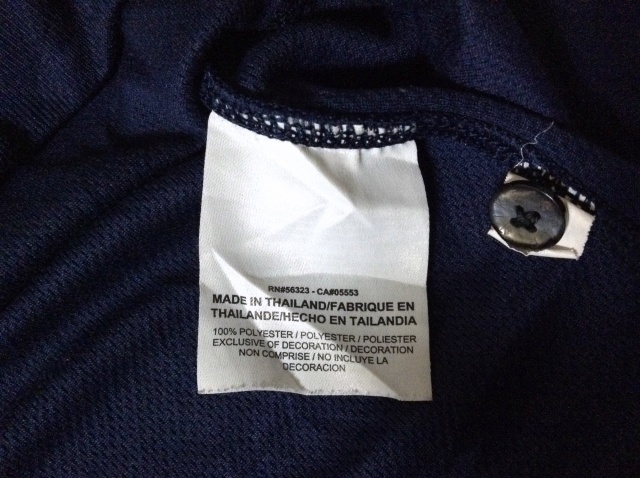 RN#56323 - CA#05553
MADE IN THAILAND/FABRIQUE EN
THAILANDE/HECHO EN TAILANDIA
100% POLYESTER / POLYESTER / POLIESTER
EXCLUSIVE OF DECORATION / DECORATION
NON COMPRISE / NO INCLUYE LA
DECORACION